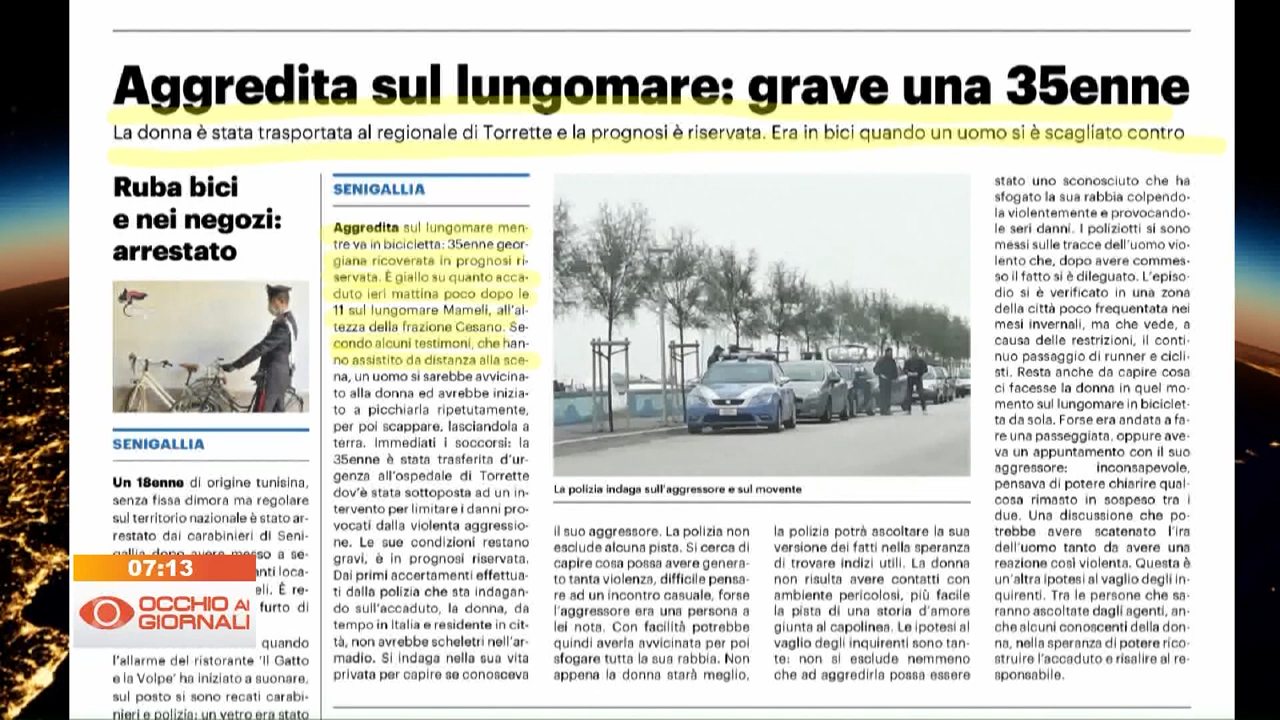 Aggredita sul lungomare: grave una 35enne
La donna è stata trasportata al regionale di Torrette e la prognosi è riservata. Era in bici quando un uomo si è scagliato contro
Ruba bici
e nei negozi:
arrestato
SENIGALLIA
Un 18enne di origine tunisina,
senza fissa dimora ma regolare
sul territorio nazionale è stato ar-
restato dai carabinieri di Seni-
gallia dopo avere messo a se-
anti loca-
eli. È re-
furto di
quando
l'allarme del ristorante 'Il Gatto
e la Volpe' ha iniziato a suonare,
sul posto si sono recati carabi-
nieri e polizia: un vetro era stato
SENIGALLIA
Aggredita sul lungomare men-
tre va in bicicletta: 35enne geor-
giana ricoverata in prognosi ri-
servata. È giallo su quanto acca-
duto ieri mattina poco dopo le
11 sul lungomare Mameli, all'al-
tezza della frazione Cesano. Se-
condo alcuni testimoni, che han-
no assistito da distanza alla sce-
na, un uomo si sarebbe avvicina-
to alla donna ed avrebbe inizia-
to a picchiarla ripetutamente,
per poi scappare, lasciandola a
terra. Immediati i soccorsi: la
35enne è stata trasferita d'ur-
genza all'ospedale di Torrette
dov'è stata sottoposta ad un in-
tervento per limitare i danni pro-
vocati dalla violenta aggressio-
ne. Le sue condizioni restano
gravi, è in prognosi riservata.
Dai primi accertamenti effettua-
ti dalla polizia che sta indagan-
do sull'accaduto, la donna, da
tempo in Italia e residente in cit-
tà, non avrebbe scheletri nell'ar-
madio. Si indaga nella sua vita
privata per capire se conosceva
La polizia indaga sull'aggressore e sul movente
il suo aggressore. La polizia non
esclude alcuna pista. Si cerca di
capire cosa possa avere genera-
to tanta violenza, difficile pensa-
re ad un incontro casuale, forse
l'aggressore era una persona a
lei nota. Con facilità potrebbe
quindi averla avvicinata per poi
sfogare tutta la sua rabbia. Non
appena la donna starà meglio,
la polizia potrà ascoltare la sua
versione dei fatti nella speranza
di trovare indizi utili. La donna
non risulta avere contatti con
ambiente pericolosi, più facile
la pista di una storia d'amore
giunta al capolinea. Le ipotesi al
vaglio degli inquirenti sono tan-
te: non si esclude nemmeno
che ad aggredirla possa essere
stato uno sconosciuto che ha
sfogato la sua rabbia colpendo-
la violentemente e provocando-
le seri danni. I poliziotti si sono
messi sulle tracce dell'uomo vio-
lento che, dopo avere commes-
so il fatto si è dileguato. L'episo-
dio si è verificato in una zona
della città poco frequentata nei
mesi invernali, ma che vede, a
causa delle restrizioni, il conti-
nuo passaggio di runner e cicli-
sti. Resta anche da capire cosa
ci facesse la donna in quel mo-
mento sul lungomare in biciclet-
ta da sola. Forse era andata a fa-
re una passeggiata, oppure ave-
va un appuntamento con il suo
aggressore: inconsapevole,
pensava di potere chiarire qual-
cosa rimasto in sospeso tra i
due. Una discussione che po-
trebbe avere scatenato l'ira
dell'uomo tanto da avere una
reazione così violenta. Questa è
un'altra ipotesi al vaglio degli in-
quirenti. Tra le persone che sa-
ranno ascoltate dagli agenti, an-
che alcuni conoscenti della don-
na, nella speranza di potere rico-
struire l'accaduto e risalire al re-
sponsabile.
07:13
OCCHIO AI
GIORNALI